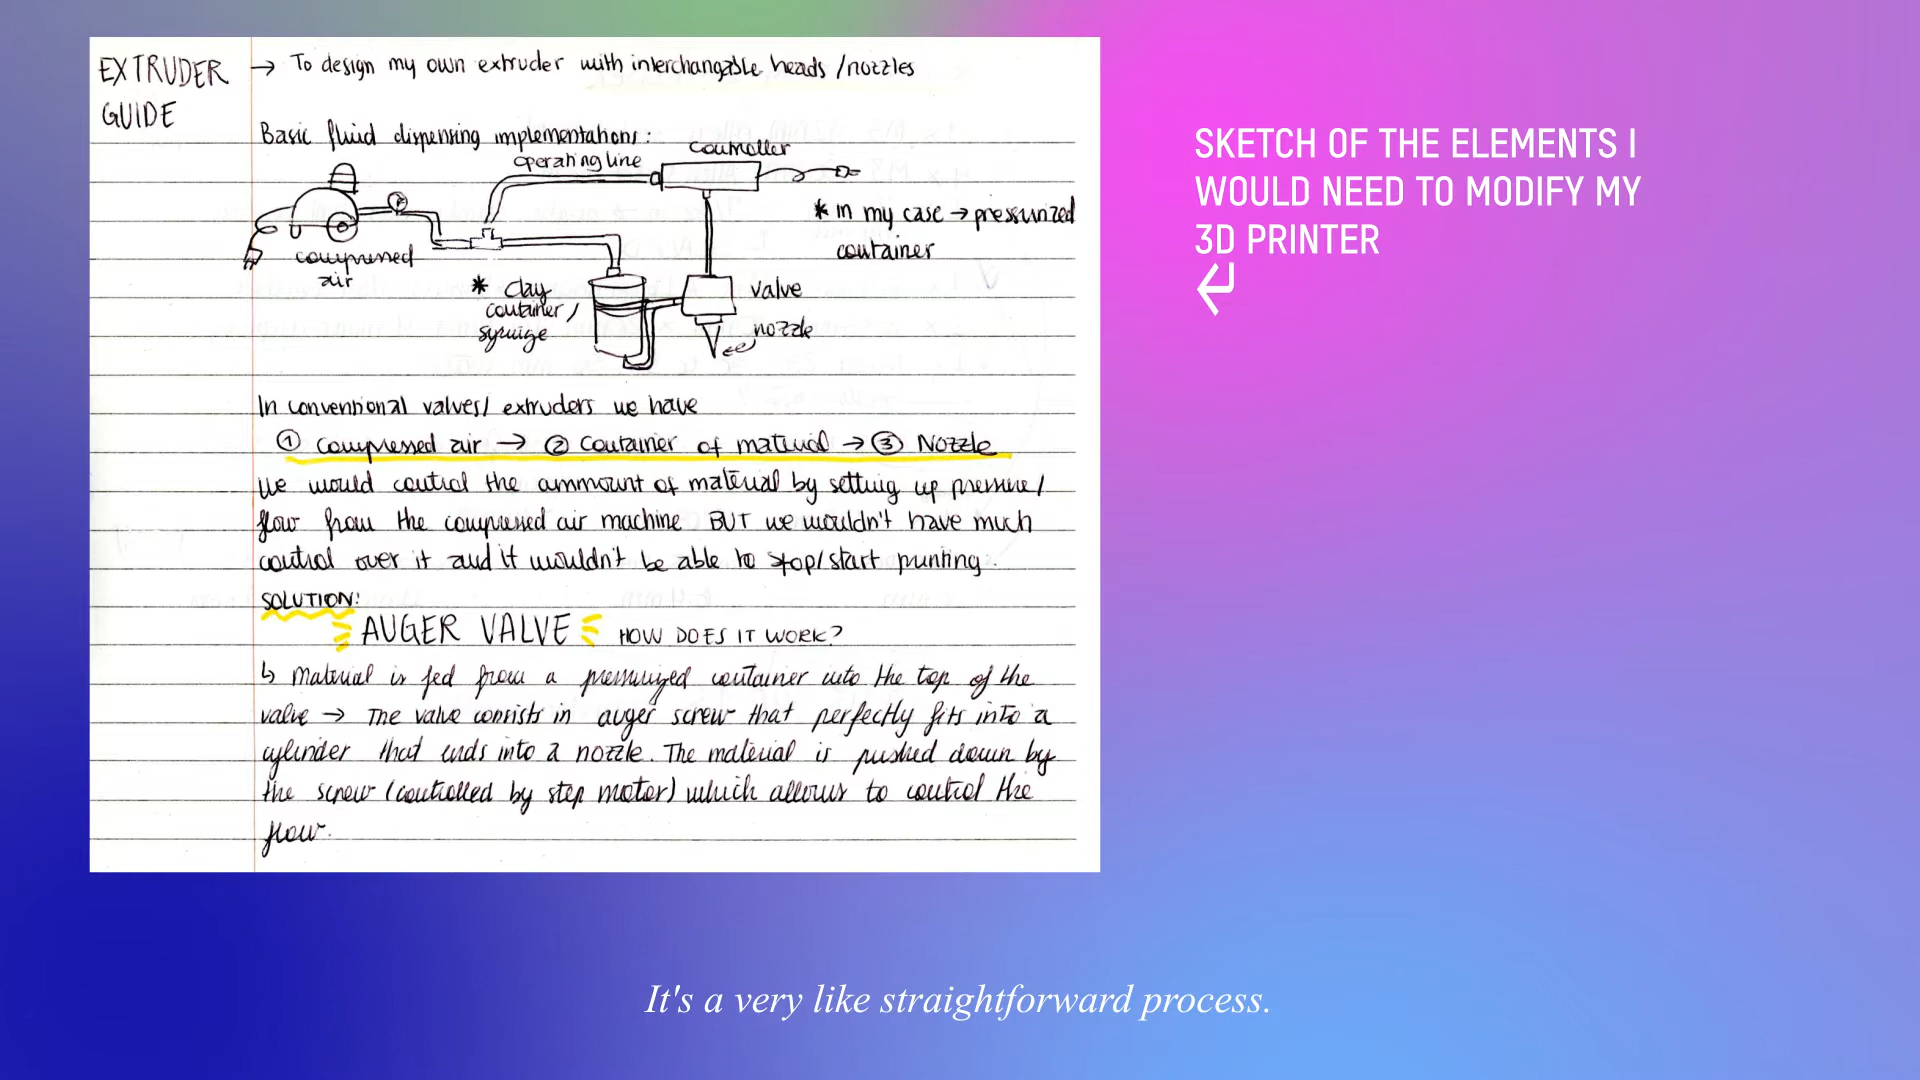 EXTRUDER
GUIDE
→ To design my own extruder with interchangable heads /nozzles
Basic fluid dispensing implementations:
operating line
Controller
compressed
air
* in my case → pressurized
container
* Clay
container/
syringe
valve
nozzle
In conventional valves/ extruders we have
① compressed air → ② Container of material → ③ Nozzle
We would control the ammount of material by setting up pressure/
flow from the compressed air machine BUT we wouldn't have much
control over it and it wouldn't be able to stop/start printing.
SOLUTION:
AUGER VALVE HOW DOES IT WORK?
↳ Material is fed from a pressurized container into the top of the
valve → The valve consists in auger screw that perfectly fits into a
cylinder that ends into a nozzle. The material is pushed down by
the screw (controlled by step motor) which allows to control the
flow.
SKETCH OF THE ELEMENTS I
WOULD NEED TO MODIFY MY
3D PRINTER
It's a very like straightforward process.